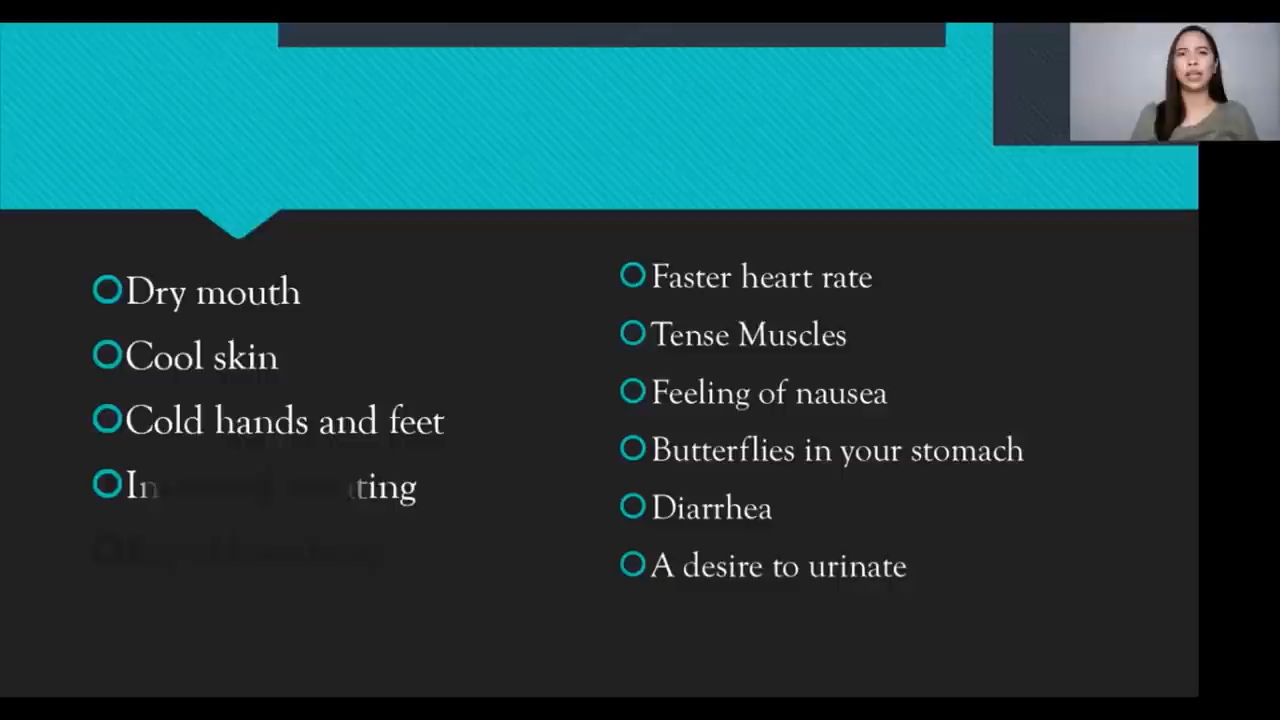 Dry mouth
Cool skin
Cold hands and feet
Faster heart rate
Tense Muscles
Feeling of nausea
Butterflies in your stomach
Diarrhea
A desire to urinate